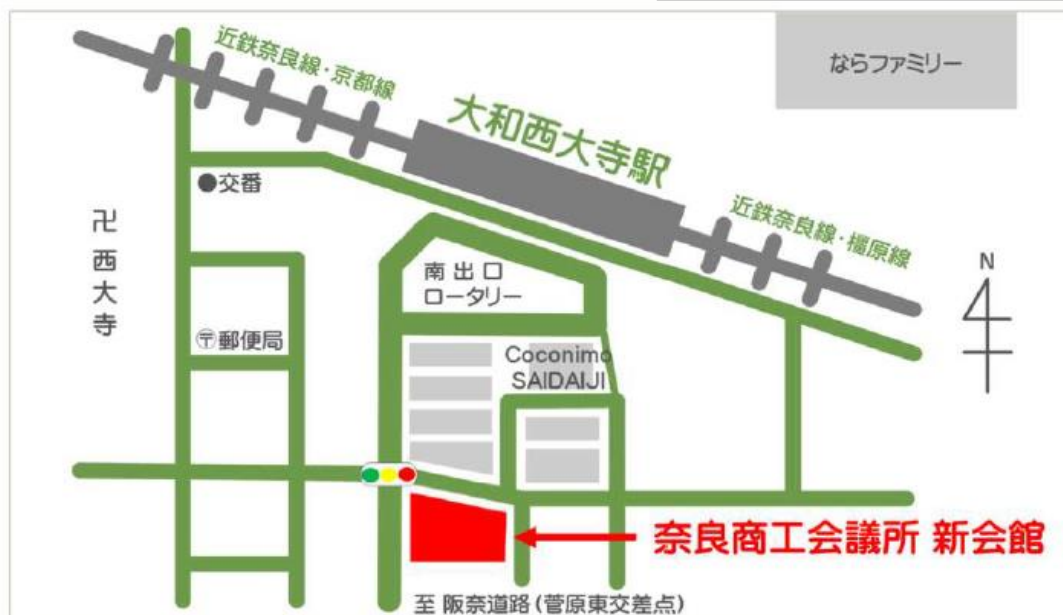 近鉄奈良線・京都線
ならファミリー
大和西大寺駅
●交番
近鉄奈良線・橿原線
卍西大寺
南出口
ロータリー
N
〒郵便局
Coconimo
SAIDAIJI
奈良商工会議所 新会館
至 阪奈道路(菅原東交差点)